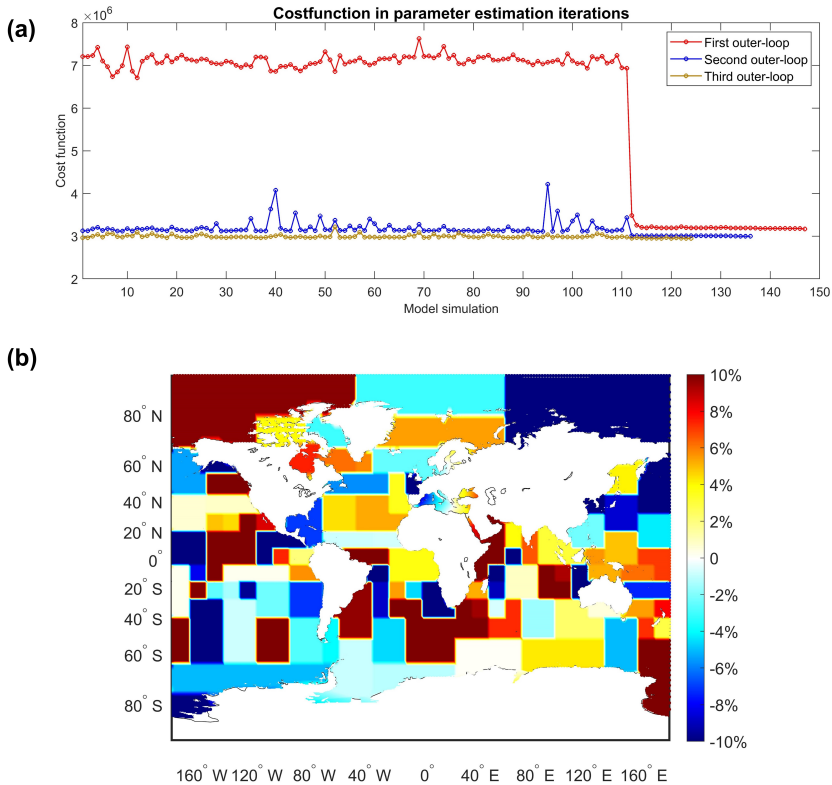 (a)
Costfunction in parameter estimation iterations
×10^6
8
7
6
5
4
3
2
Cost function
First outer-loop
Second outer-loop
Third outer-loop
10 20 30 40 50 60 70 80 90 100 110 120 130 140 150
Model simulation
(b)
80° N
60° N
40° N
20° N
0°
20° S
40° S
60° S
80° S
160° W 120° W 80° W 40° W 0° 40° E 80° E 120° E 160° E
10%
8%
6%
4%
2%
0
-2%
-4%
-6%
-8%
-10%